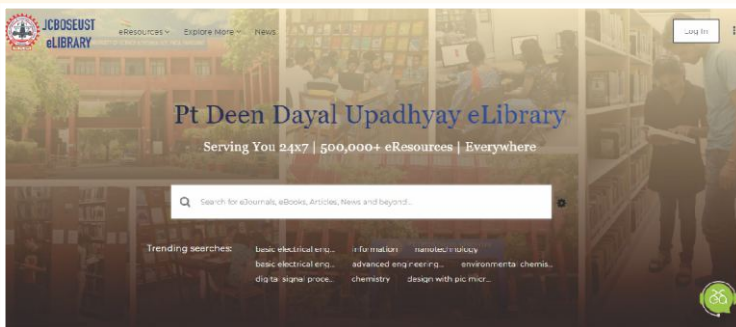 JCBOSEUST
eLIBRARY
eResources Explore More News
Log In
Pt Deen Dayal Upadhyay eLibrary
Serving You 24x7 | 500,000+ eResources | Everywhere
Search for eJournals, eBooks, Articles, News and beyond...
Trending searches: basic electrical eng... information nanotechnology
basic electrical eng... advanced engineering... environmental chemis...
digital signal proce... chemistry design with pic micr...